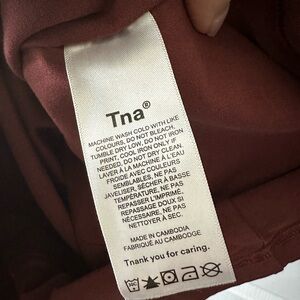 Tna®
MACHINE WASH COLD WITH LIKE
COLOURS, DO NOT BLEACH.
TUMBLE DRY LOW, DO NOT IRON
PRINT, COOL IRON ONLY IF
NEEDED, DO NOT DRY CLEAN.
LAVER À LA MACHINE À L'EAU
FROIDE AVEC COULEURS
SEMBLABLES, NE PAS
JAVELISER, SÉCHER À BASSE
TEMPÉRATURE, NE PAS
REPASSER L'IMPRIMÉ.
REPASSAGE DOUX SI
NÉCESSAIRE, NE PAS
NETTOYER À SEC.
MADE IN CAMBODIA
FABRIQUÉ AU CAMBODGE
Thank you for caring.